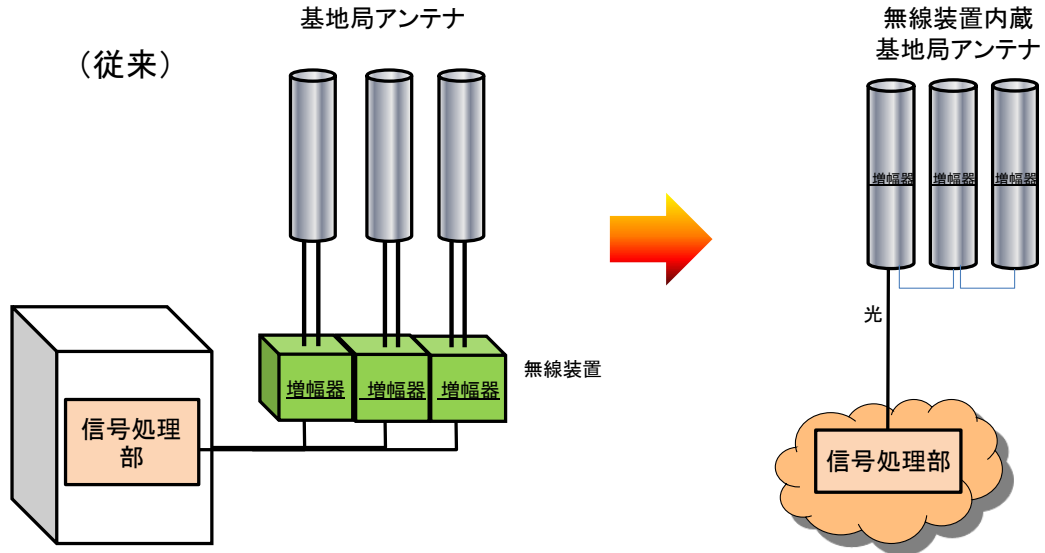 基地局アンテナ
(従来)
増幅器
増幅器
増幅器
無線装置
信号処理
部
無線装置内蔵
基地局アンテナ
増幅器
増幅器
増幅器
光
信号処理部